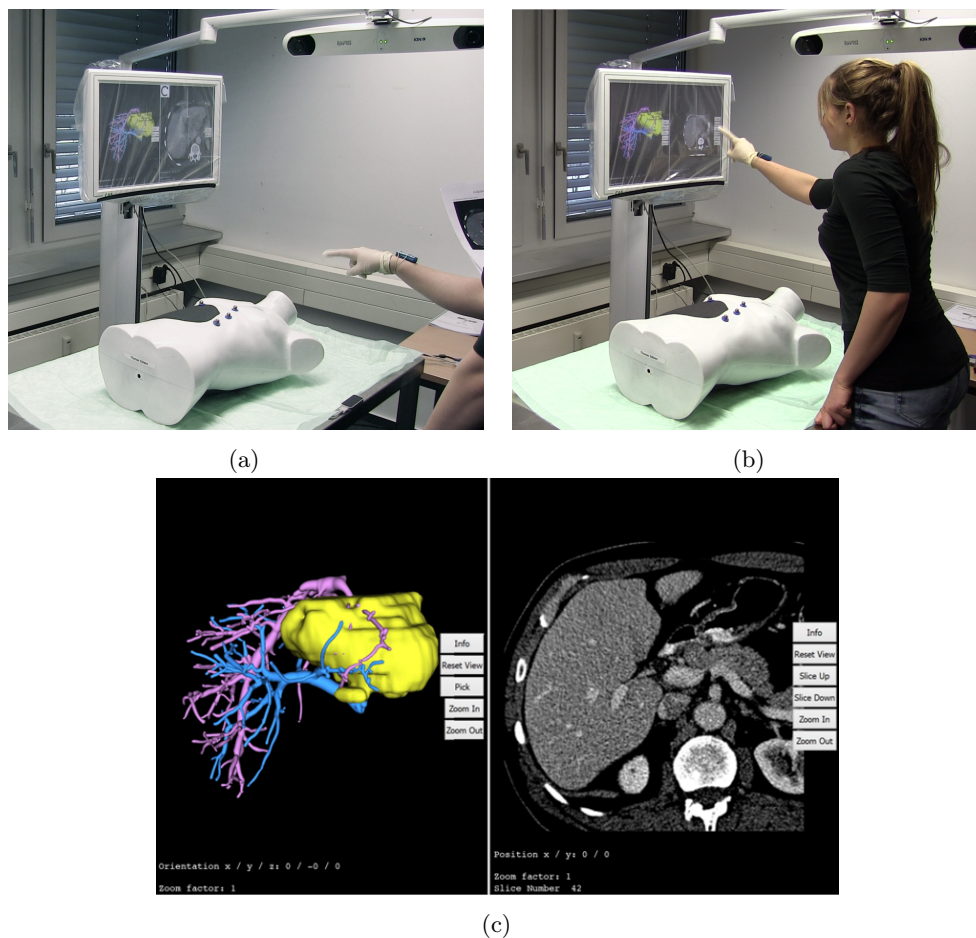 C
(a)
(b)
Info
Reset View
Pick
Zoom In
Zoom Out
Orientation x / y / z: 0 / -0 / 0
Zoom factor: 1
Info
Reset View
Slice Up
Slice Down
Zoom In
Zoom Out
Position x / y: 0 / 0
Zoom factor: 1
Slice Number 42
(c)